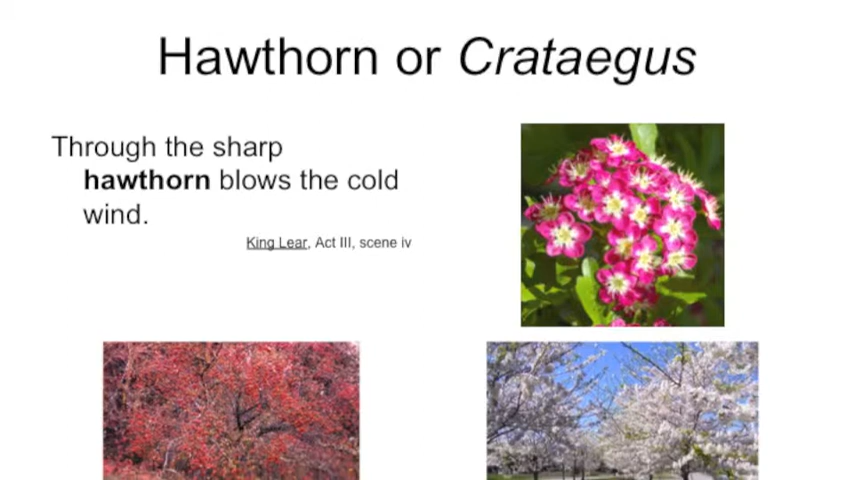 Hawthorn or Crataegus
Through the sharp
hawthorn blows the cold
wind.
King Lear, Act III, scene iv